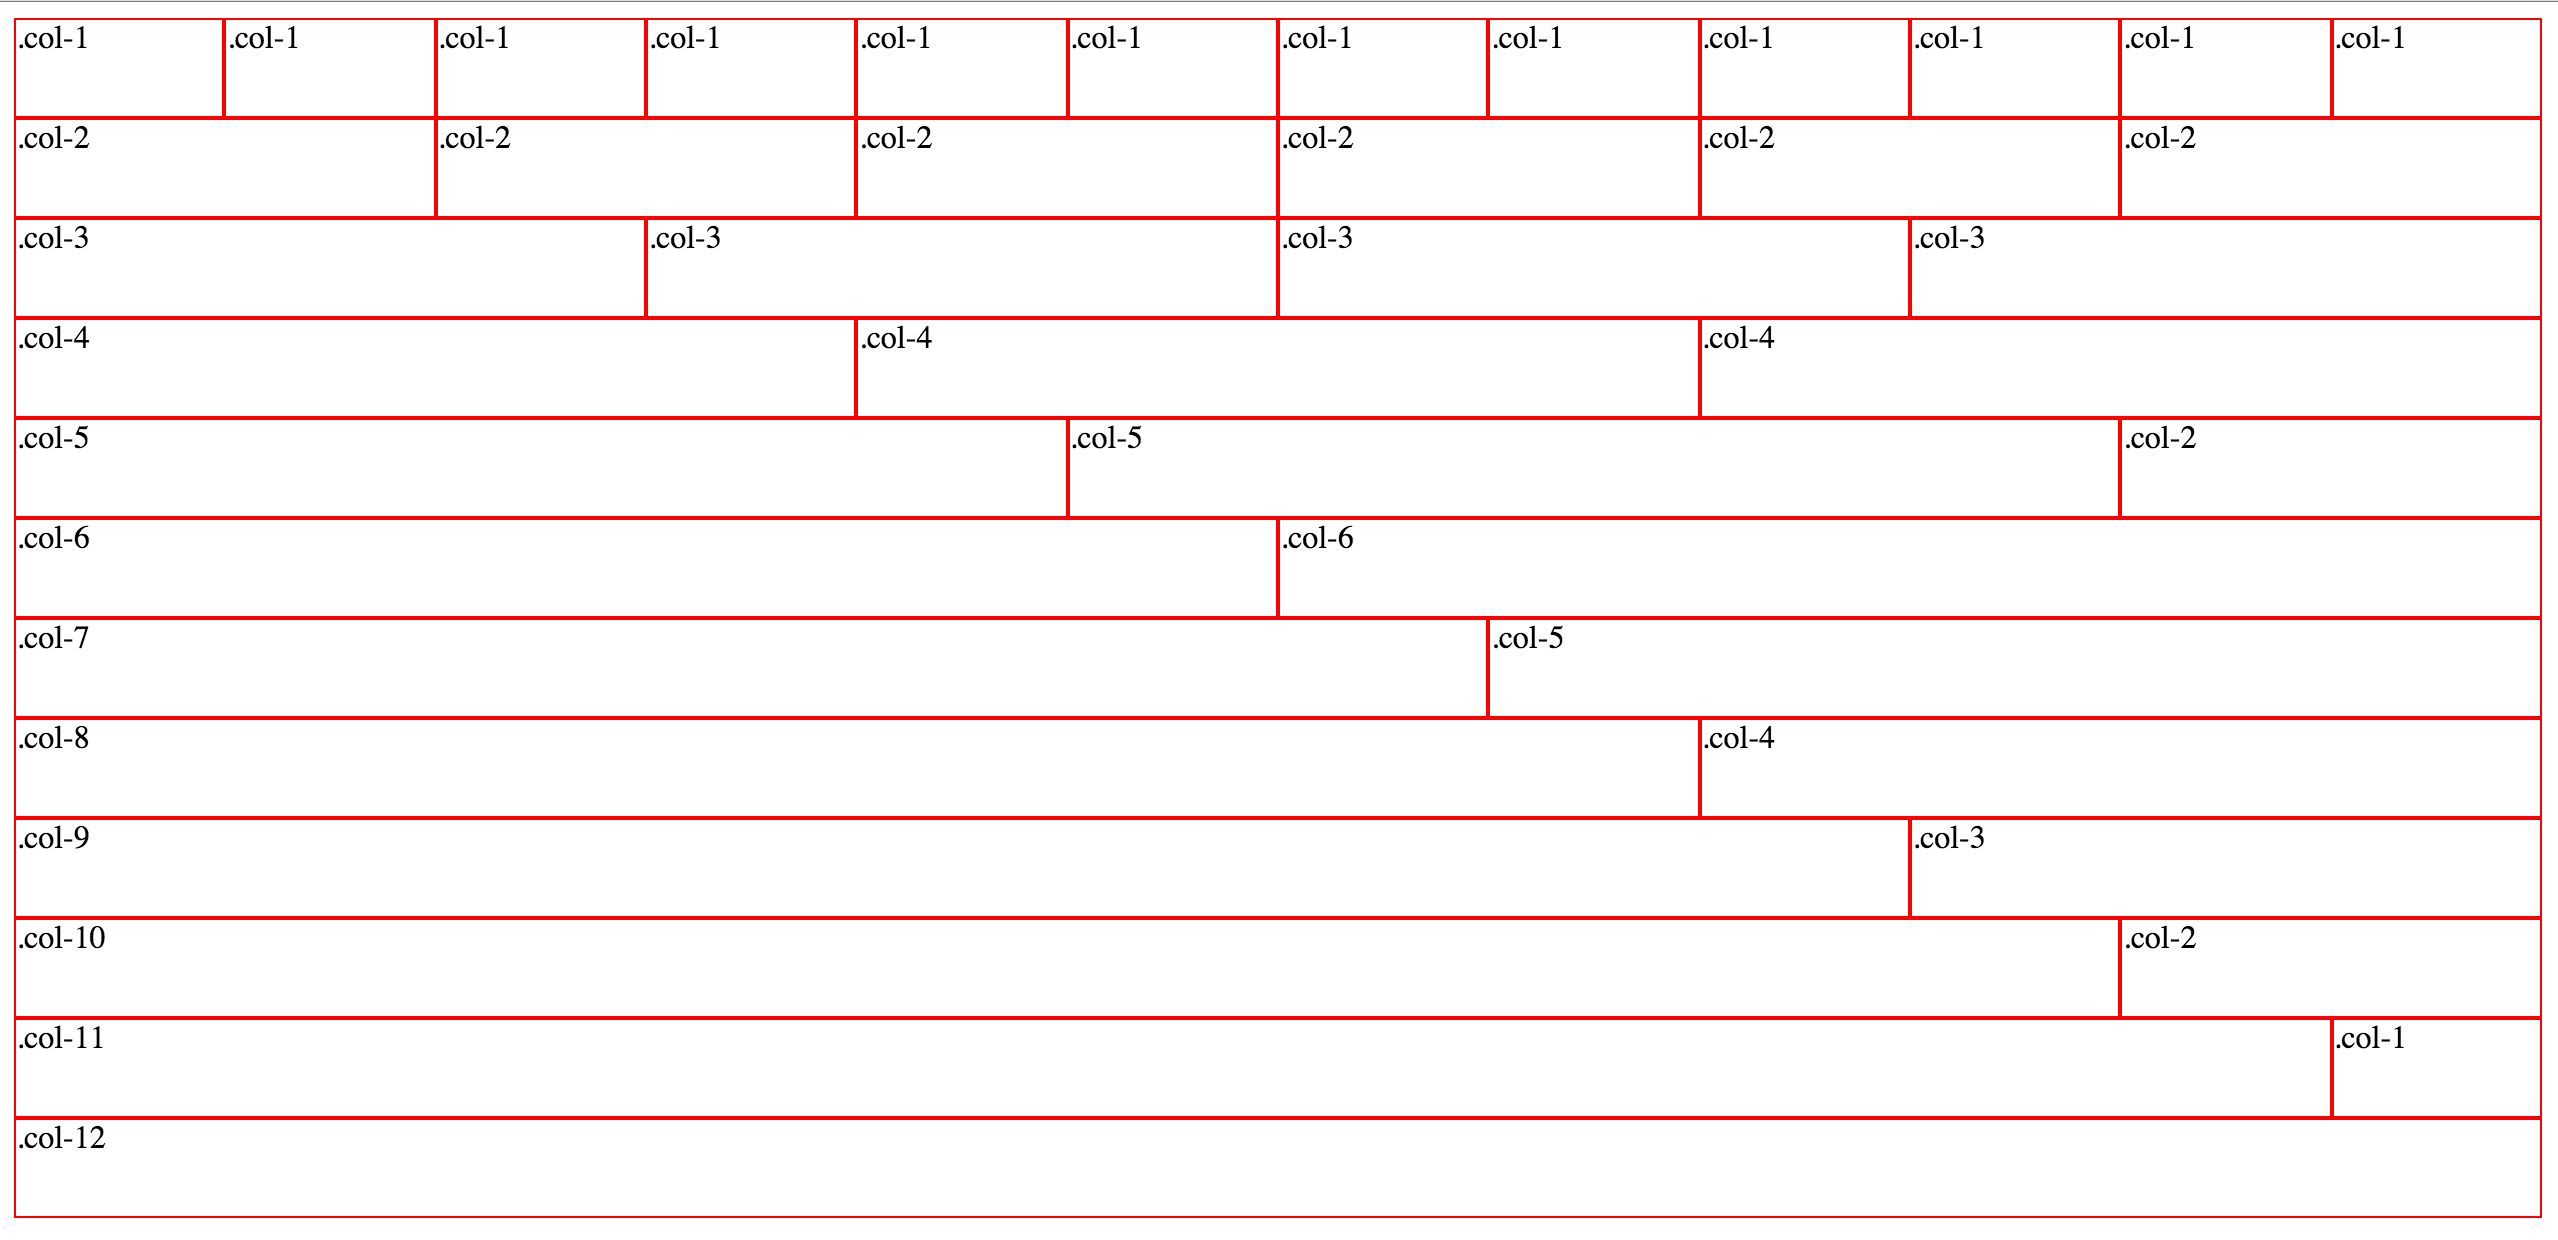 .col-1 .col-1 .col-1 .col-1 .col-1 .col-1 .col-1 .col-1 .col-1 .col-1 .col-1 .col-1
.col-2 .col-2 .col-2 .col-2 .col-2 .col-2
.col-3 .col-3 .col-3 .col-3
.col-4 .col-4 .col-4
.col-5 .col-5 .col-2
.col-6 .col-6
.col-7 .col-5
.col-8 .col-4
.col-9 .col-3
.col-10 .col-2
.col-11 .col-1
.col-12